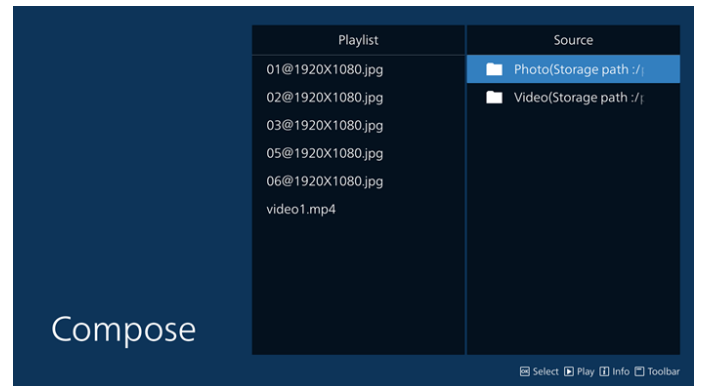 Playlist
Source
01@1920X1080.jpg
Photo(Storage path :/
02@1920X1080.jpg
Video(Storage path :/
03@1920X1080.jpg
05@1920X1080.jpg
06@1920X1080.jpg
video1.mp4
Compose
OK Select Play i Info Toolbar